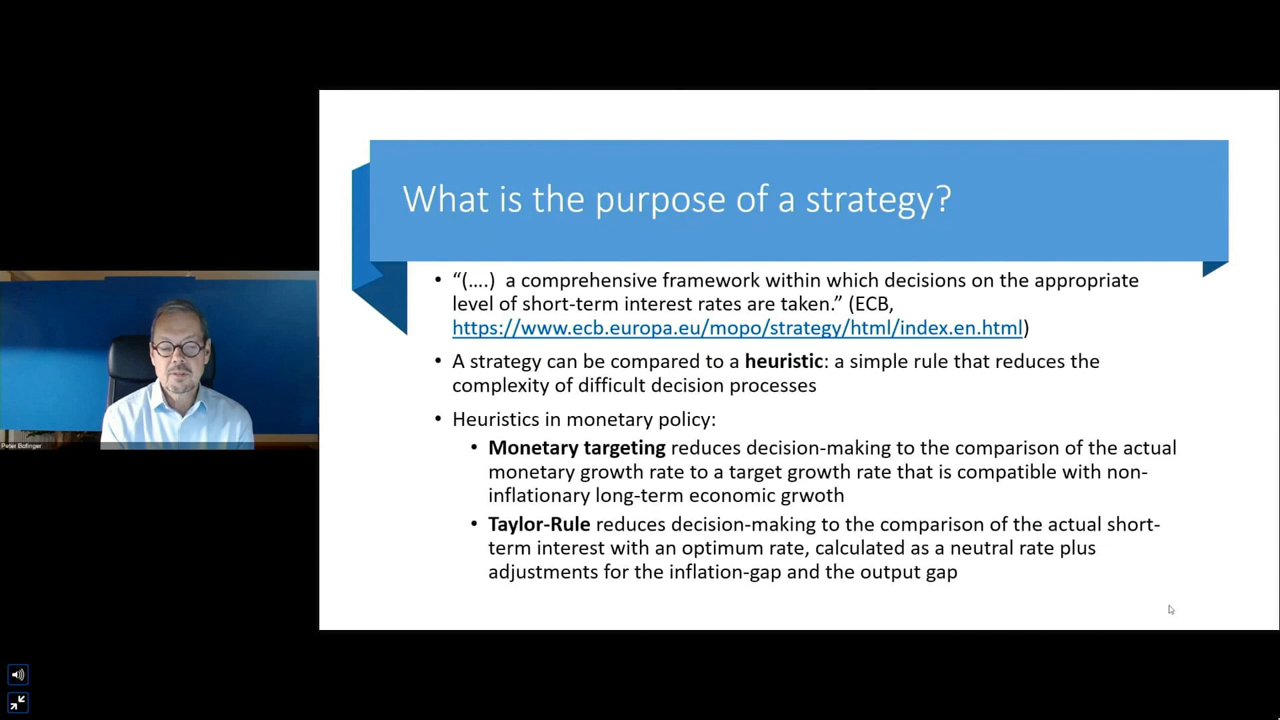 What is the purpose of a strategy?
• “(....)  a comprehensive framework within which decisions on the appropriate
level of short-term interest rates are taken.” (ECB,
https://www.ecb.europa.eu/mopo/strategy/html/index.en.html)
• A strategy can be compared to a heuristic: a simple rule that reduces the
complexity of difficult decision processes
• Heuristics in monetary policy:
• Monetary targeting reduces decision-making to the comparison of the actual
monetary growth rate to a target growth rate that is compatible with non-
inflationary long-term economic grwoth
• Taylor-Rule reduces decision-making to the comparison of the actual short-
term interest with an optimum rate, calculated as a neutral rate plus
adjustments for the inflation-gap and the output gap
Peter Bofinger